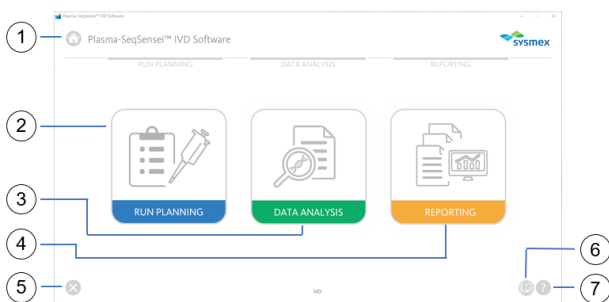 Plasma-SeqSensei™ IVD Software
1
Plasma-SeqSensei™ IVD Software
sysmex
RUN PLANNING DATA ANALYSIS REPORTING
2
RUN PLANNING DATA ANALYSIS REPORTING
3
4
5
IVD
?
6
7